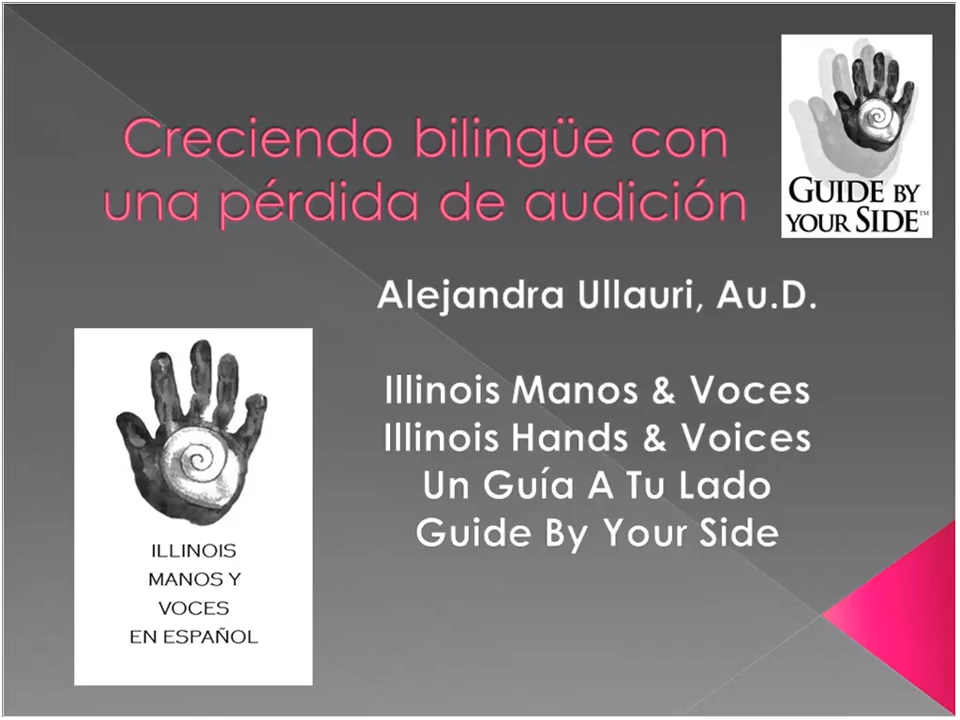 Creciendo bilingüe con
una pérdida de audición
GUIDE BY
YOUR SIDE™
Alejandra Ullauri, Au.D.
Illinois Manos & Voces
Illinois Hands & Voices
Un Guía A Tu Lado
Guide By Your Side
ILLINOIS
MANOS Y
VOCES
EN ESPAÑOL